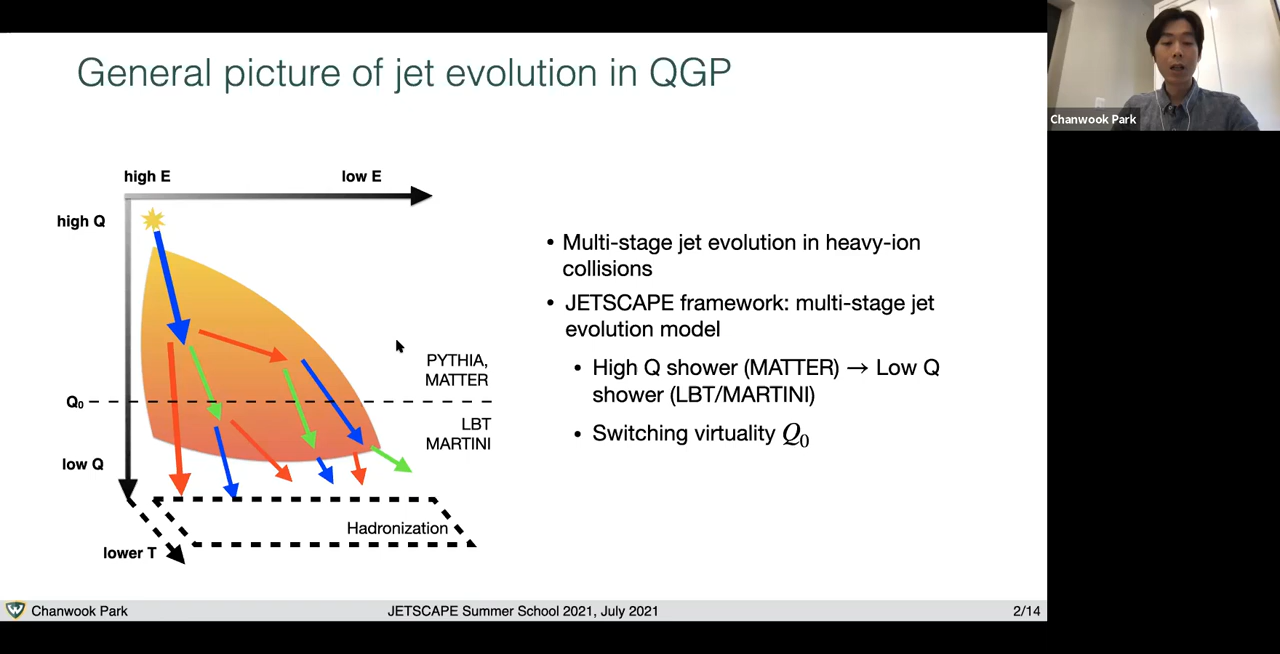 General picture of jet evolution in QGP
Chanwook Park
high E
low E
high Q
PYTHIA,
MATTER
Q₀
LBT
MARTINI
low Q
Hadronization
lower T
• Multi-stage jet evolution in heavy-ion
collisions
• JETSCAPE framework: multi-stage jet
evolution model
• High Q shower (MATTER) → Low Q
shower (LBT/MARTINI)
• Switching virtuality Q₀
Chanwook Park
JETSCAPE Summer School 2021, July 2021
2/14